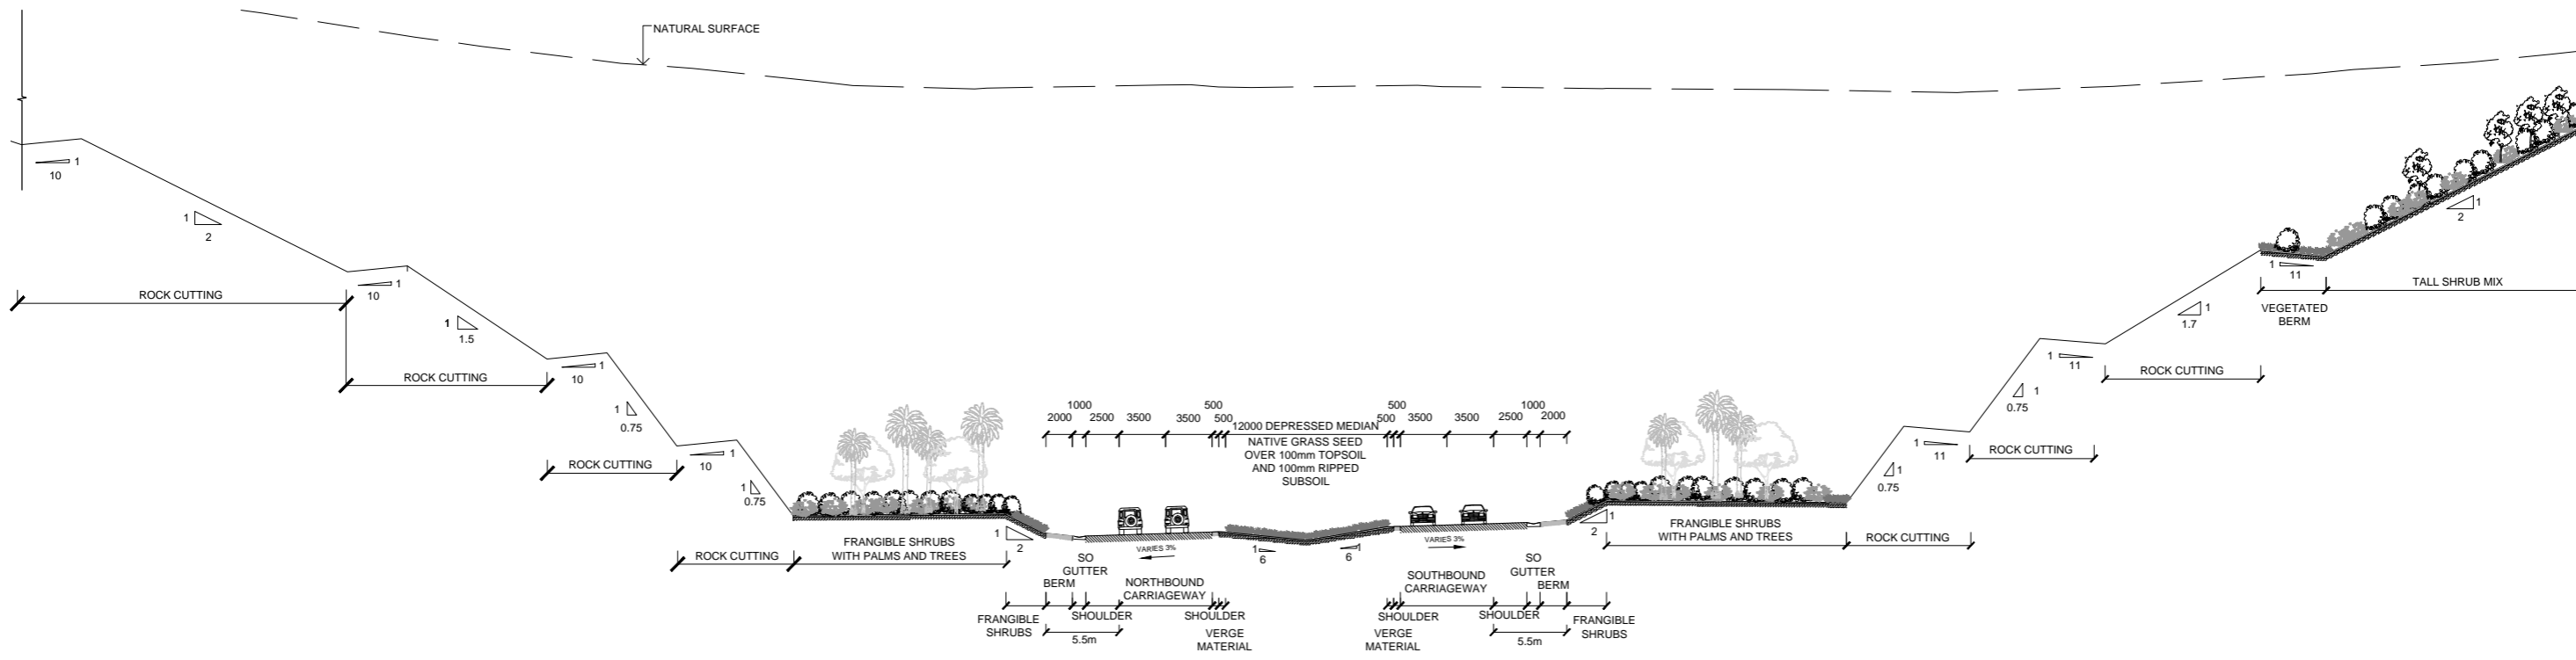 NATURAL SURFACE
1
10
1
2
ROCK CUTTING
1
10
1
1.5
ROCK CUTTING
1
10
1
0.75
ROCK CUTTING
1
10
1
0.75
ROCK CUTTING
FRANGIBLE SHRUBS
WITH PALMS AND TREES
1
2
1000
2000 2500 3500
500
3500 500
12000 DEPRESSED MEDIAN
NATIVE GRASS SEED
OVER 100mm TOPSOIL
AND 100mm RIPPED
SUBSOIL
500
500 3500
3500
1000
2500 2000
VARIES 3%
1
6
1
6
VARIES 3%
1
2
FRANGIBLE SHRUBS
WITH PALMS AND TREES
ROCK CUTTING
1
0.75
1
11
ROCK CUTTING
1
0.75
1
11
ROCK CUTTING
1
1.7
1
11
VEGETATED
BERM
1
2
TALL SHRUB MIX
SO
GUTTER
BERM
NORTHBOUND
CARRIAGEWAY
FRANGIBLE
SHRUBS
SHOULDER
5.5m
SHOULDER
VERGE
MATERIAL
SOUTHBOUND
CARRIAGEWAY
SO
GUTTER
BERM
SHOULDER
VERGE
MATERIAL
SHOULDER
5.5m
FRANGIBLE
SHRUBS